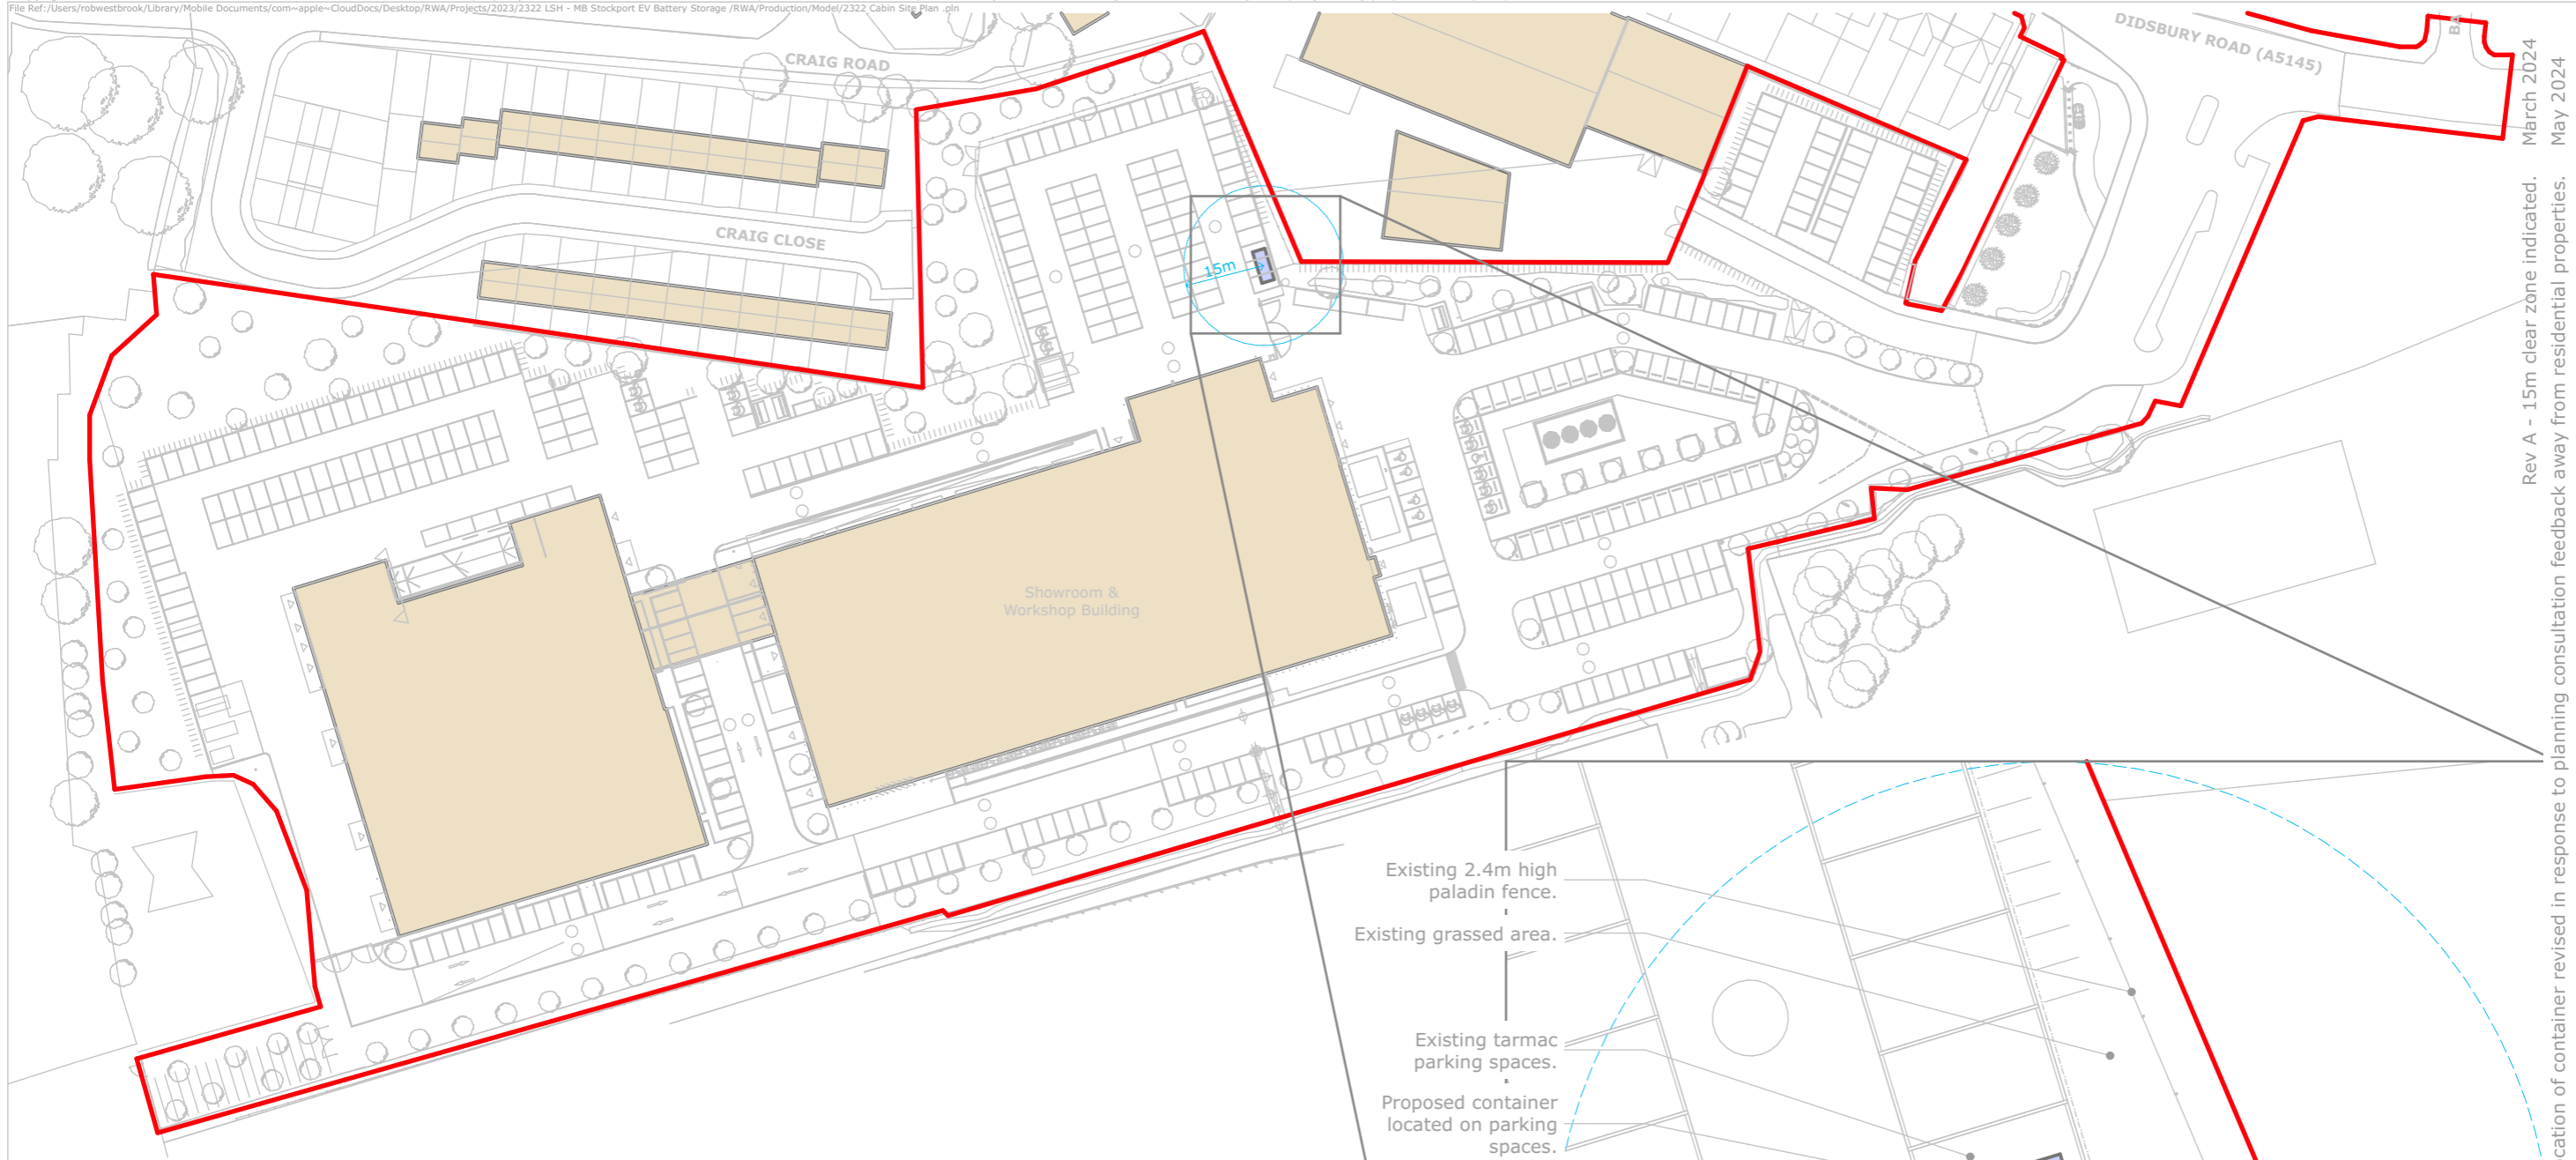 File Ref:/Users/robwestbrook/Library/Mobile Documents/com~apple~CloudDocs/Desktop/RWA/Projects/2023/2322 LSH - MB Stockport EV Battery Storage /RWA/Production/Model/2322 Cabin Site Plan .pln
CRAIG ROAD
DIDSBURY ROAD (A5145)
BA
CRAIG CLOSE
15m
Showroom &
Workshop Building
Existing 2.4m high
paladin fence.
Existing grassed area.
Existing tarmac
parking spaces.
Proposed container
located on parking
spaces.
Rev A - 15m clear zone indicated. March 2024
cation of container revised in response to planning consultation feedback away from residential properties. May 2024